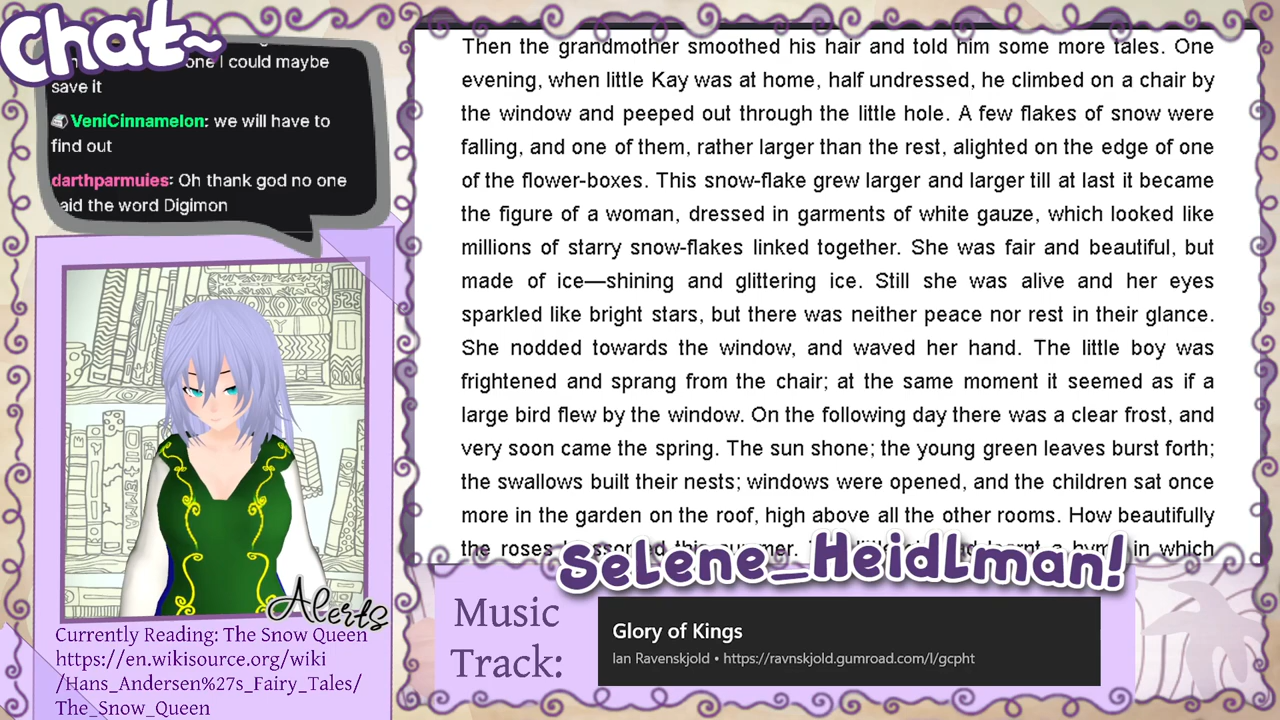 Chat~
one I could maybe
save it
VeniCinnamelon: we will have to
find out
darthparmuies: Oh thank god no one
aid the word Digimon
Then the grandmother smoothed his hair and told him some more tales. One
evening, when little Kay was at home, half undressed, he climbed on a chair by
the window and peeped out through the little hole. A few flakes of snow were
falling, and one of them, rather larger than the rest, alighted on the edge of one
of the flower-boxes. This snow-flake grew larger and larger till at last it became
the figure of a woman, dressed in garments of white gauze, which looked like
millions of starry snow-flakes linked together. She was fair and beautiful, but
made of ice—shining and glittering ice. Still she was alive and her eyes
sparkled like bright stars, but there was neither peace nor rest in their glance.
She nodded towards the window, and waved her hand. The little boy was
frightened and sprang from the chair; at the same moment it seemed as if a
large bird flew by the window. On the following day there was a clear frost, and
very soon came the spring. The sun shone; the young green leaves burst forth;
the swallows built their nests; windows were opened, and the children sat once
more in the garden on the roof, high above all the other rooms. How beautifully
the roses this summer. a hymn in which
SeLene_HeidLman!
EMMA
Alerts
Currently Reading: The Snow Queen
https://en.wikisource.org/wiki
/Hans_Andersen%27s_Fairy_Tales/
The_Snow_Queen
Music
Track:
Glory of Kings
Ian Ravenskjold • https://ravnskjold.gumroad.com/l/gcpht